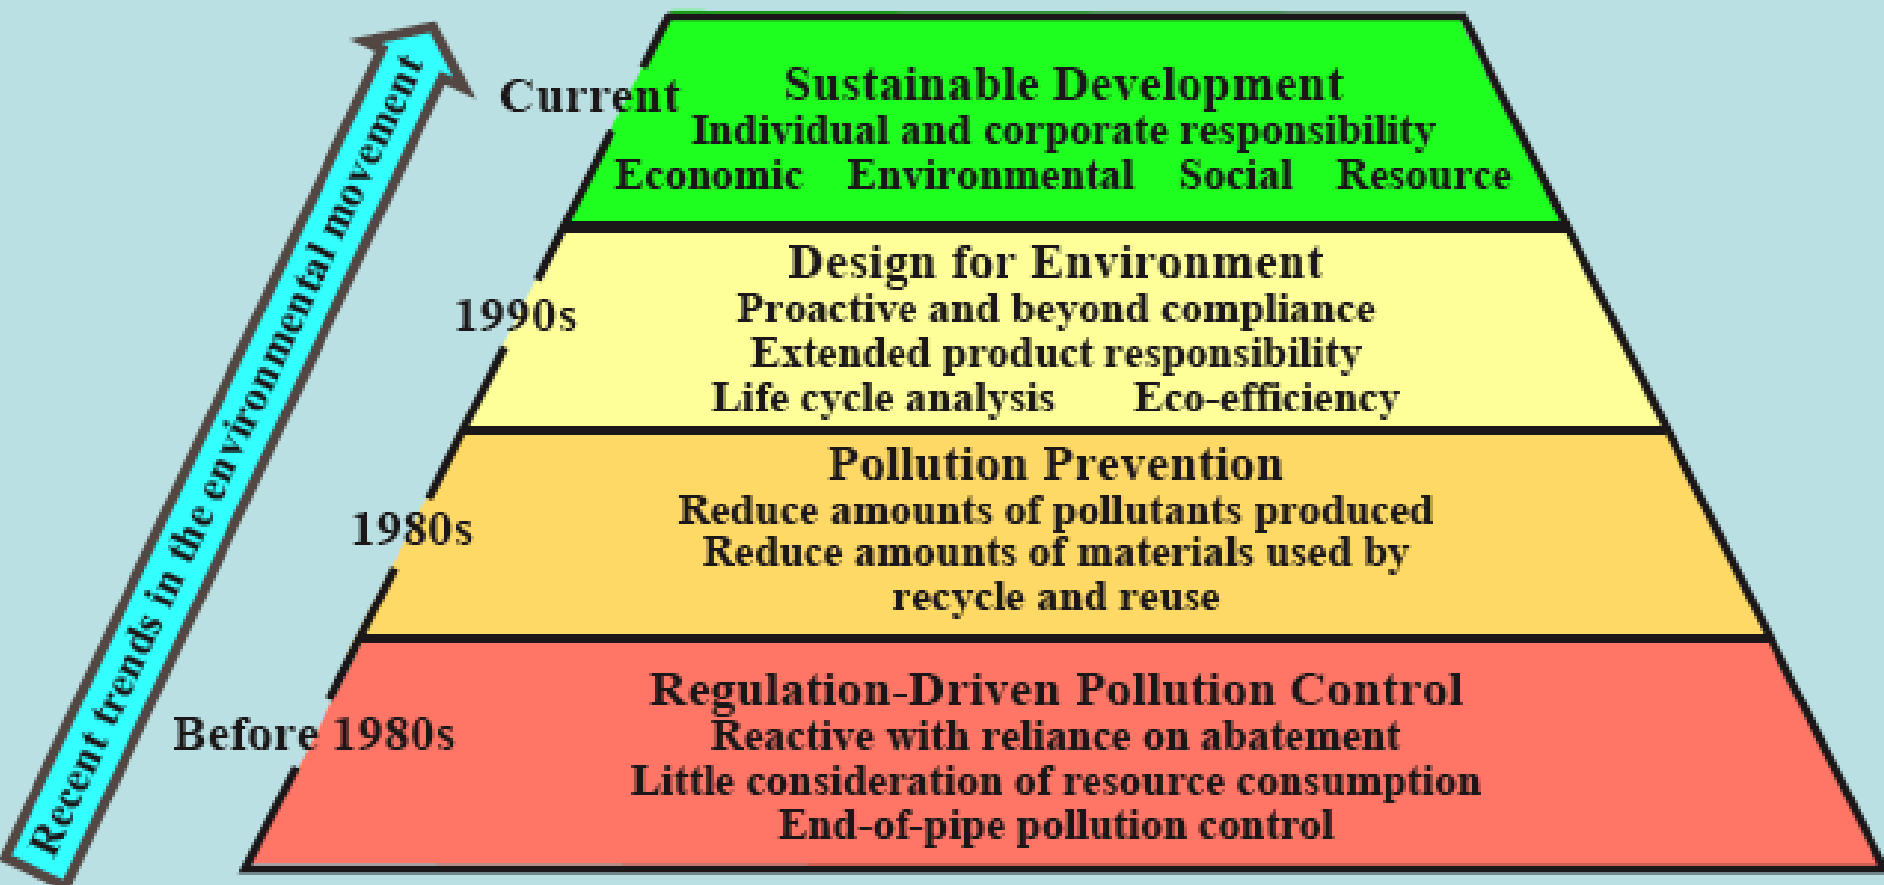 Recent trends in the environmental movement
Current
Sustainable Development
Individual and corporate responsibility
Economic Environmental Social Resource
1990s
Design for Environment
Proactive and beyond compliance
Extended product responsibility
Life cycle analysis Eco-efficiency
1980s
Pollution Prevention
Reduce amounts of pollutants produced
Reduce amounts of materials used by
recycle and reuse
Before 1980s
Regulation-Driven Pollution Control
Reactive with reliance on abatement
Little consideration of resource consumption
End-of-pipe pollution control